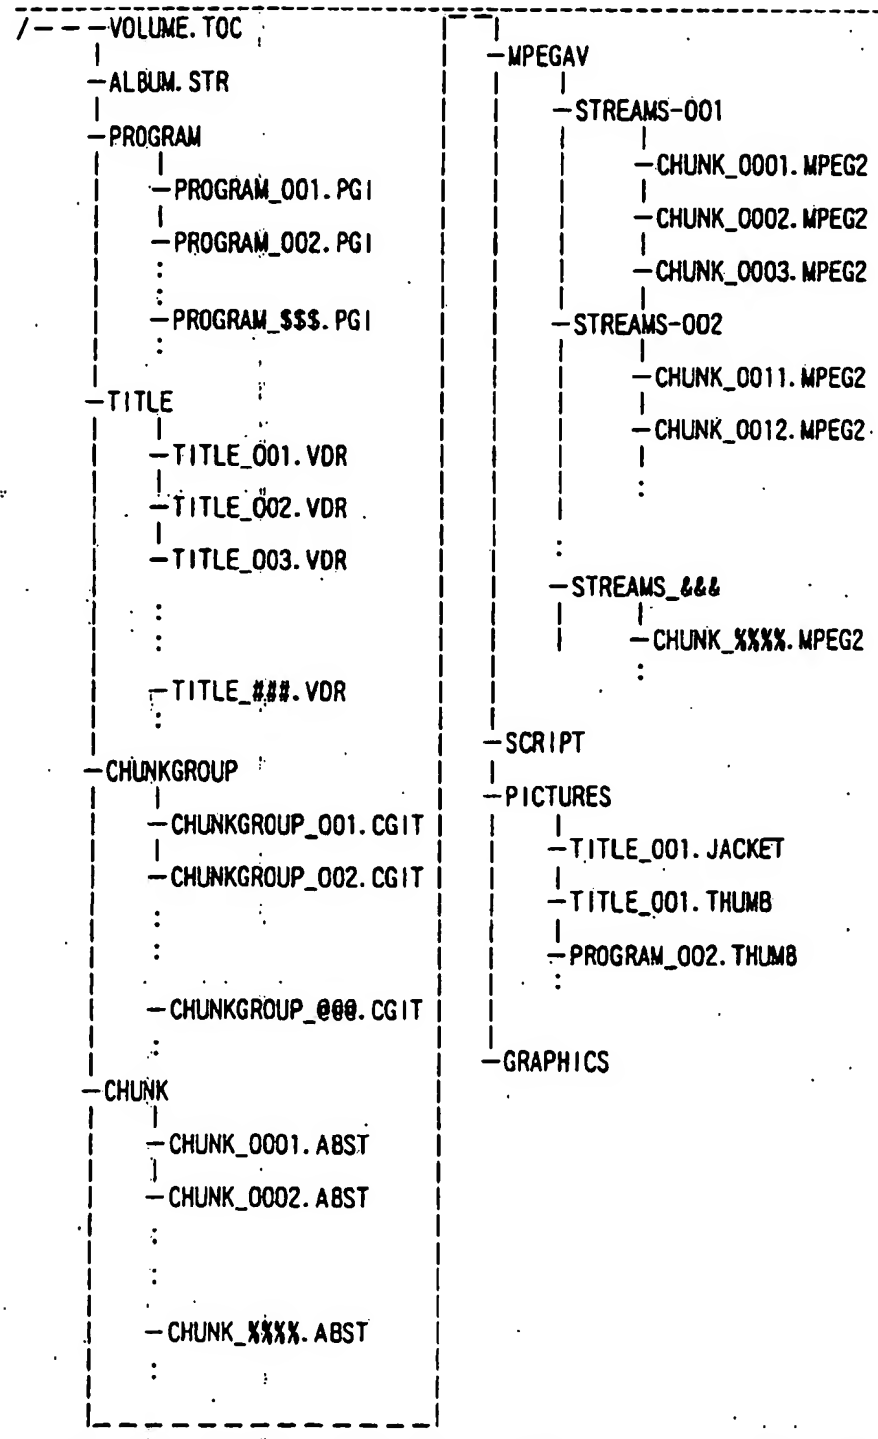 /---VOLUME.TOC
ALBUM.STR
PROGRAM
PROGRAM_001.PGI
PROGRAM_002.PGI
PROGRAM_$$$.PGI
TITLE
TITLE_001.VDR
TITLE_002.VDR
TITLE_003.VDR
TITLE_###.VDR
CHUNKGROUP
CHUNKGROUP_001.CGIT
CHUNKGROUP_002.CGIT
CHUNKGROUP_@@@.CGIT
CHUNK
CHUNK_0001.ABST
CHUNK_0002.ABST
CHUNK_%%%%.ABST
MPEGAV
STREAMS-001
CHUNK_0001.MPEG2
CHUNK_0002.MPEG2
CHUNK_0003.MPEG2
STREAMS-002
CHUNK_0011.MPEG2
CHUNK_0012.MPEG2
STREAMS_&&&
CHUNK_%%%%.MPEG2
SCRIPT
PICTURES
TITLE_001.JACKET
TITLE_001.THUMB
PROGRAM_002.THUMB
GRAPHICS